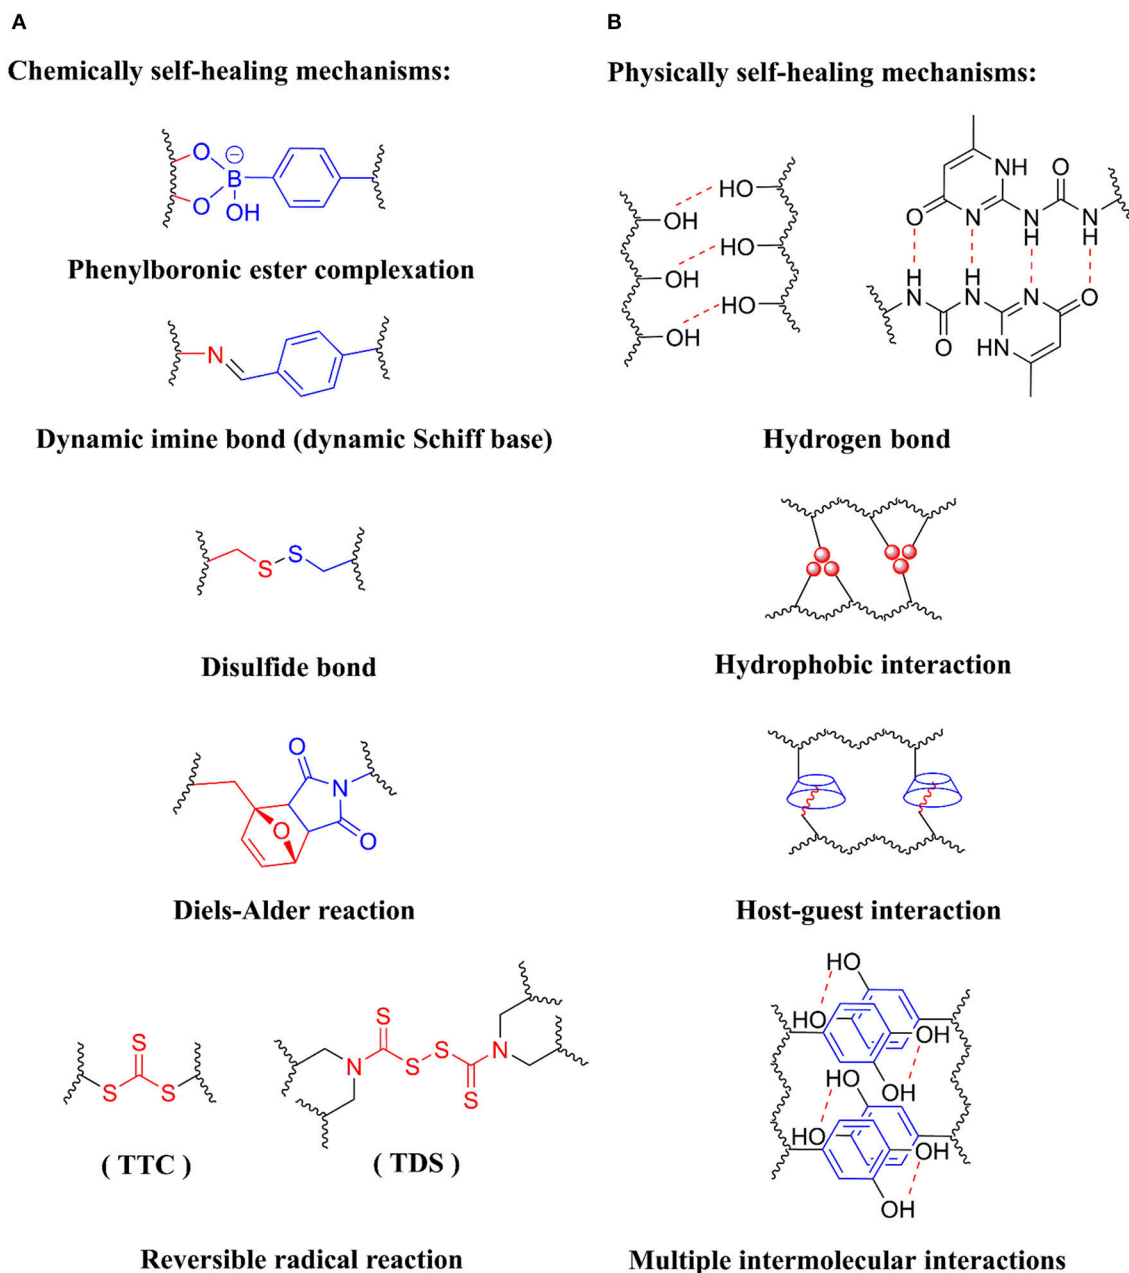 A
Chemically self-healing mechanisms:
O
⊖
B
O
OH
Phenylboronic ester complexation
N
Dynamic imine bond (dynamic Schiff base)
S
S
Disulfide bond
O
N
O
O
Diels-Alder reaction
S
S
S
( TTC )
S
N
S
S
N
S
( TDS )
Reversible radical reaction
B
Physically self-healing mechanisms:
HO
OH
HO
OH
HO
OH
NH
O
O
N
N
N
H
H
H
H
N
N
N
O
O
HN
Hydrogen bond
Hydrophobic interaction
Host-guest interaction
HO
HO
OH
HO
OH
HO
OH
OH
Multiple intermolecular interactions